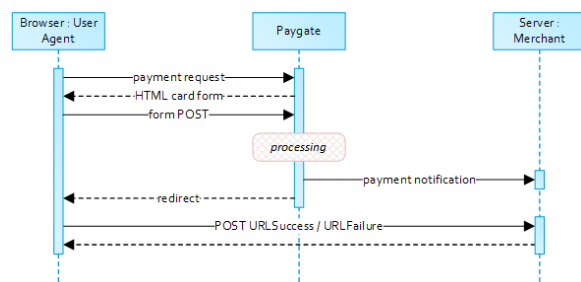 Browser : User
Agent
Paygate
Server :
Merchant
payment request
HTML card form
form POST
processing
payment notification
redirect
POST URLSuccess / URLFailure